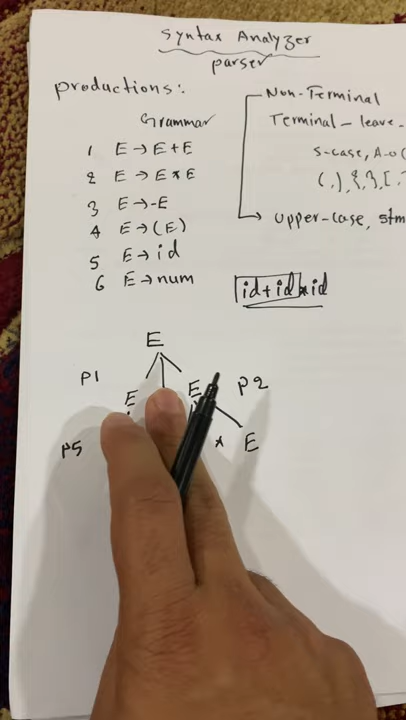 Syntax Analyzer
parser
productions:
Grammar
1 E → E + E
2 E → E * E
3 E → -E
4 E → (E)
5 E → id
6 E → num
Non-Terminal
Terminal - leave
s-case,
(,),{,},[,
Upper-case,
id+id*id
E
P1
E
E
P2
P5
*
E